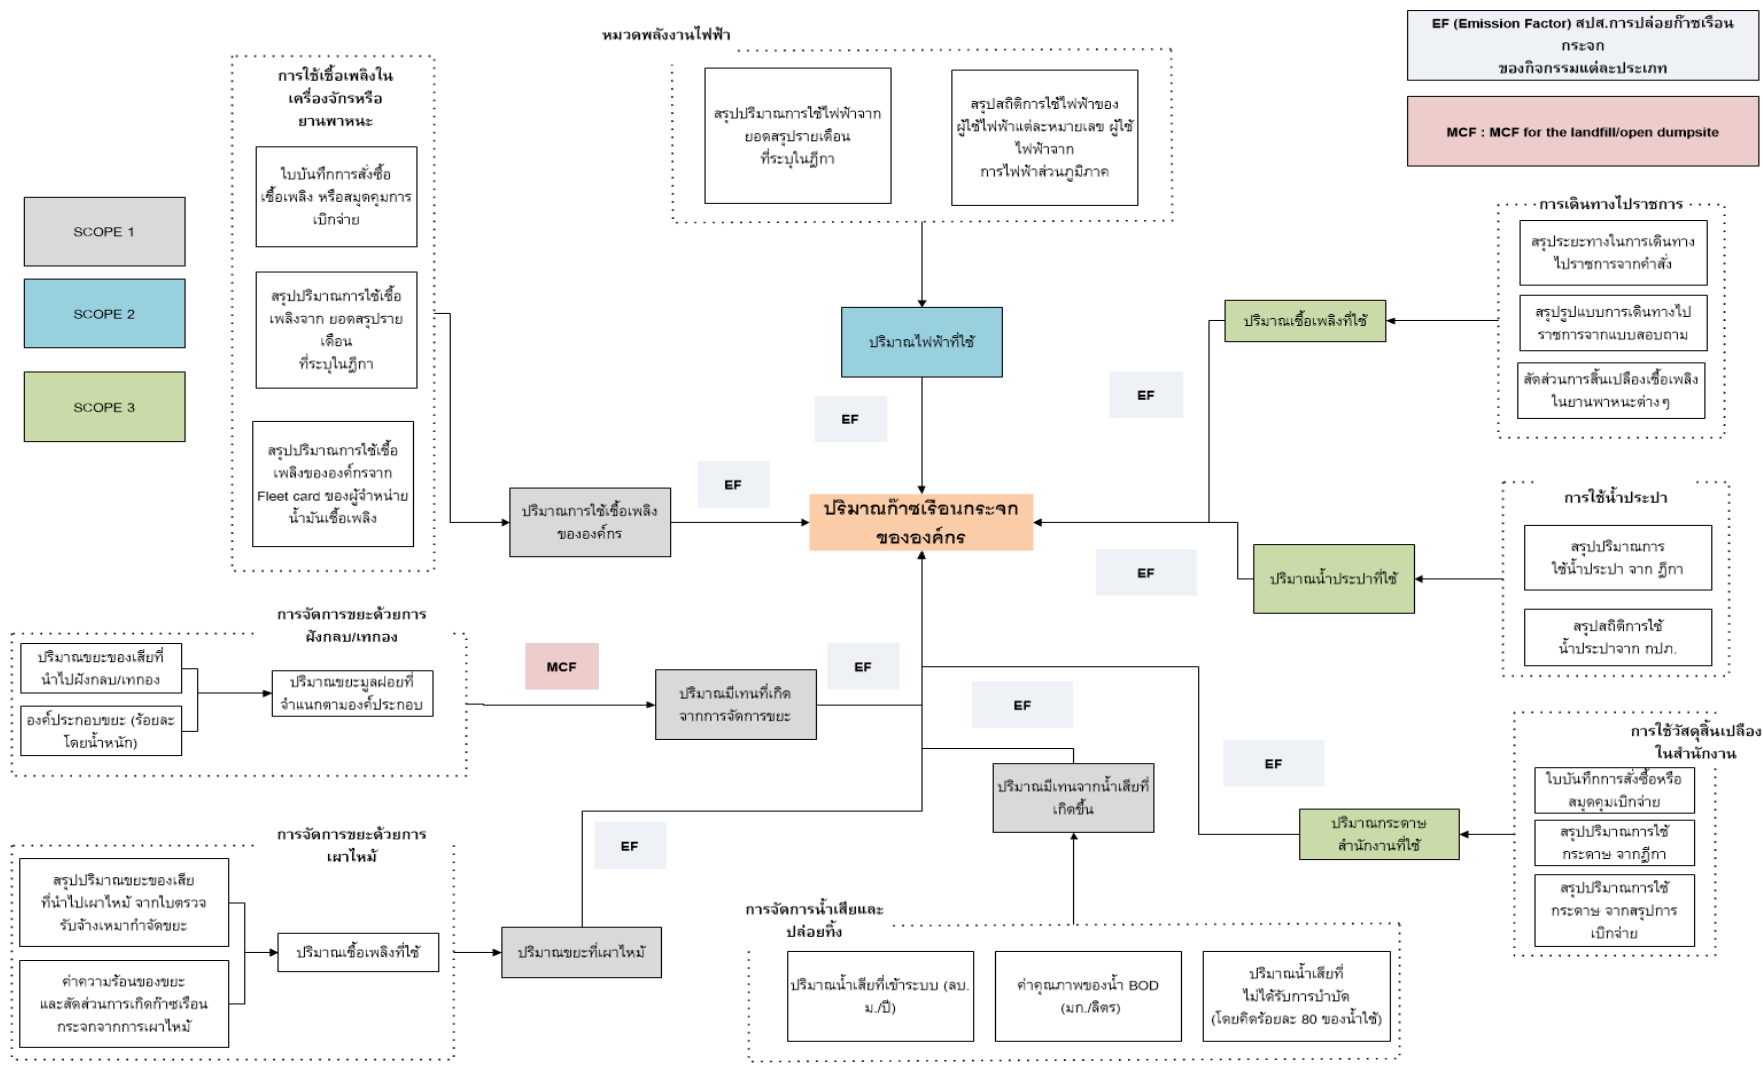 หมวดพลังงานไฟฟ้า
สรุปปริมาณการใช้ไฟฟ้าจาก
ยอดสรุปรายเดือน
ที่ระบุในฎีกา
สรุปสถิติการใช้ไฟฟ้าของ
ผู้ใช้ไฟฟ้าแต่ละหมายเลข ผู้ใช้
ไฟฟ้าจาก
การไฟฟ้าส่วนภูมิภาค
EF (Emission Factor) สปส.การปล่อยก๊าซเรือน
กระจก
ของกิจกรรมแต่ละประเภท
MCF : MCF for the landfill/open dumpsite
SCOPE 1
SCOPE 2
SCOPE 3
การใช้เชื้อเพลิงใน
เครื่องจักรหรือ
ยานพาหนะ
ใบบันทึกการสั่งซื้อ
เชื้อเพลิง หรือสมุดคุมการ
เบิกจ่าย
สรุปปริมาณการใช้เชื้อ
เพลิงจาก ยอดสรุปราย
เดือน
ที่ระบุในฎีกา
สรุปปริมาณการใช้เชื้อ
เพลิงขององค์กรจาก
Fleet card ของผู้จำหน่าย
น้ำมันเชื้อเพลิง
ปริมาณการใช้เชื้อเพลิง
ขององค์กร
EF
ปริมาณไฟฟ้าที่ใช้
EF
ปริมาณก๊าซเรือนกระจก
ขององค์กร
การเดินทางไปราชการ
สรุประยะทางในการเดินทาง
ไปราชการจากคำสั่ง
สรุปรูปแบบการเดินทางไป
ราชการจากแบบสอบถาม
สัดส่วนการสิ้นเปลืองเชื้อเพลิง
ในยานพาหนะต่างๆ
ปริมาณเชื้อเพลิงที่ใช้
EF
การใช้น้ำประปา
สรุปปริมาณการ
ใช้น้ำประปา จาก ฎีกา
สรุปสถิติการใช้
น้ำประปาจาก กปภ.
ปริมาณน้ำประปาที่ใช้
EF
การจัดการขยะด้วยการ
ฝังกลบ/เทกอง
ปริมาณขยะของเสียที่
นำไปฝังกลบ/เทกอง
องค์ประกอบขยะ (ร้อยละ
โดยน้ำหนัก)
ปริมาณขยะมูลฝอยที่
จำแนกตามองค์ประกอบ
MCF
ปริมาณมีเทนที่เกิด
จากการจัดการขยะ
EF
EF
ปริมาณมีเทนจากน้ำเสียที่
เกิดขึ้น
EF
การใช้วัสดุสิ้นเปลือง
ในสำนักงาน
ใบบันทึกการสั่งซื้อหรือ
สมุดคุมเบิกจ่าย
สรุปปริมาณการใช้
กระดาษ จากฎีกา
สรุปปริมาณการใช้
กระดาษ จากสรุปการ
เบิกจ่าย
ปริมาณกระดาษ
สำนักงานที่ใช้
การจัดการขยะด้วยการ
เผาไหม้
สรุปปริมาณขยะของเสีย
ที่นำไปเผาไหม้ จากใบตรวจ
รับจ้างเหมากำจัดขยะ
ค่าความร้อนของขยะ
และสัดส่วนการเกิดก๊าซเรือน
กระจกจากการเผาไหม้
ปริมาณเชื้อเพลิงที่ใช้
ปริมาณขยะที่เผาไหม้
EF
การจัดการน้ำเสียและ
ปล่อยทิ้ง
ปริมาณน้ำเสียที่เข้าระบบ (ลบ.
ม./ปี)
ค่าคุณภาพของน้ำ BOD
(มก./ลิตร)
ปริมาณน้ำเสียที่
ไม่ได้รับการบำบัด
(โดยคิดร้อยละ 80 ของน้ำใช้)